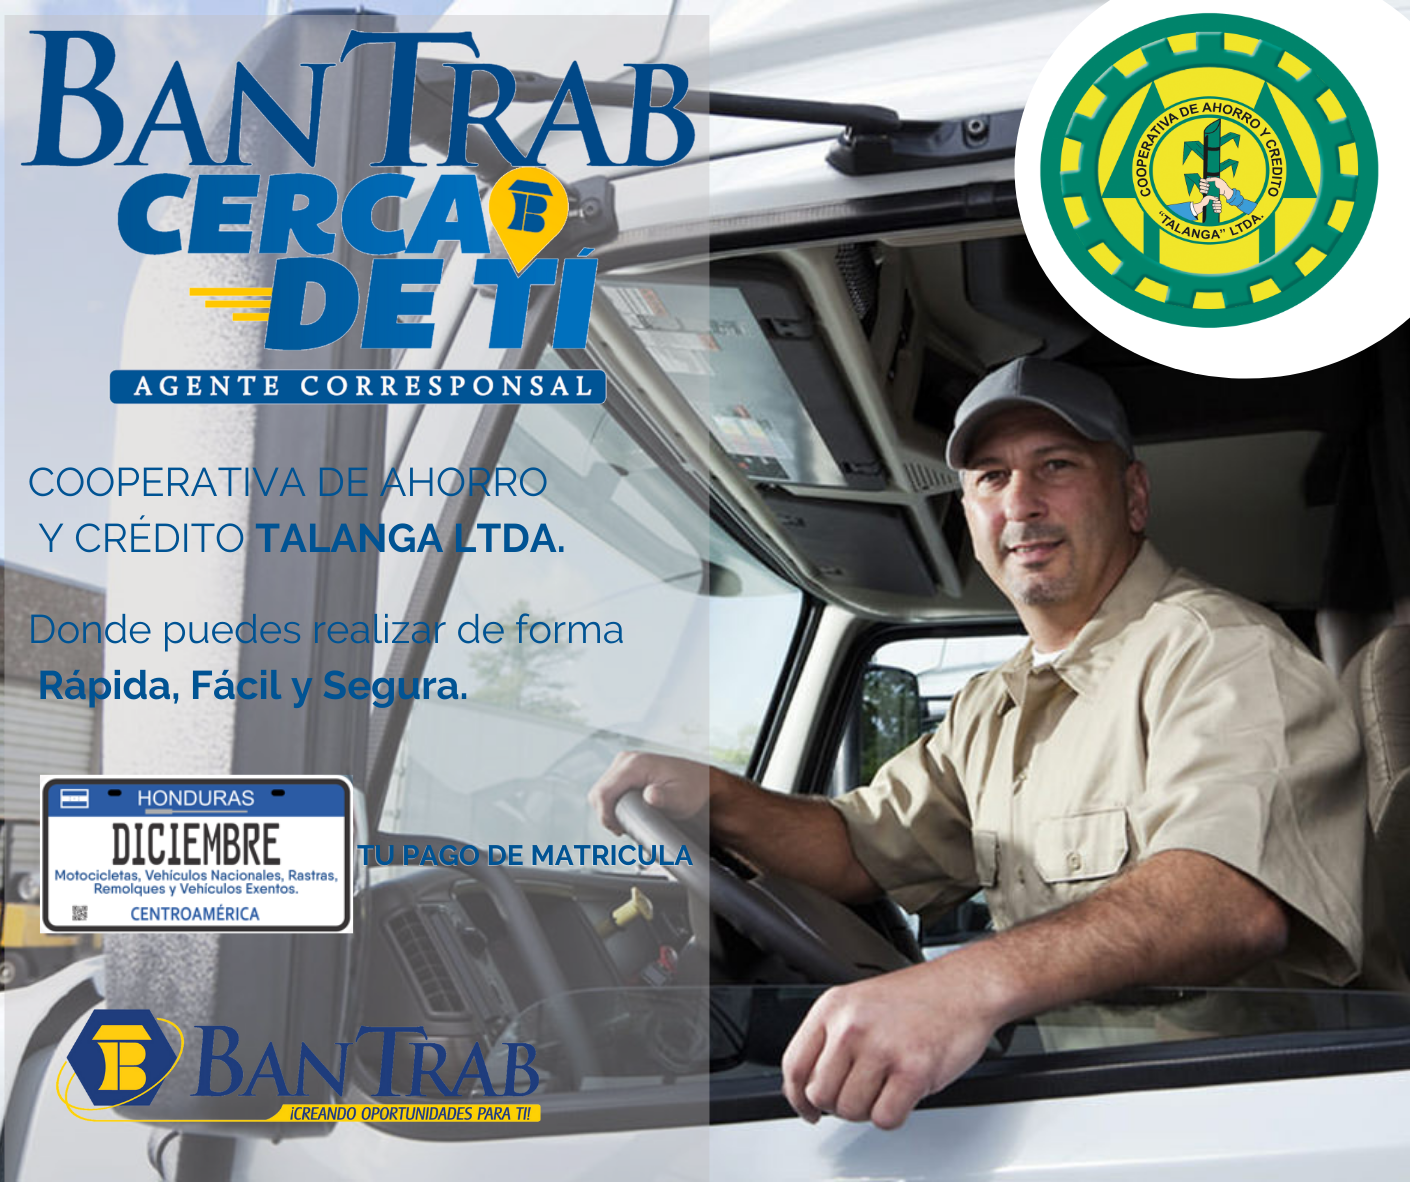 BANTRAB
CERCA
DE TÍ
AGENTE CORRESPONSAL
COOPERATIVA DE AHORRO Y CREDITO
"TALANGA" LTDA.
COOPERATIVA DE AHORRO
Y CRÉDITO TALANGA LTDA.
Donde puedes realizar de forma
Rápida, Fácil y Segura.
HONDURAS
DICIEMBRE
Motocicletas, Vehículos Nacionales, Rastras,
Remolques y Vehículos Exentos.
CENTROAMÉRICA
TU PAGO DE MATRICULA
BANTRAB
¡CREANDO OPORTUNIDADES PARA TI!